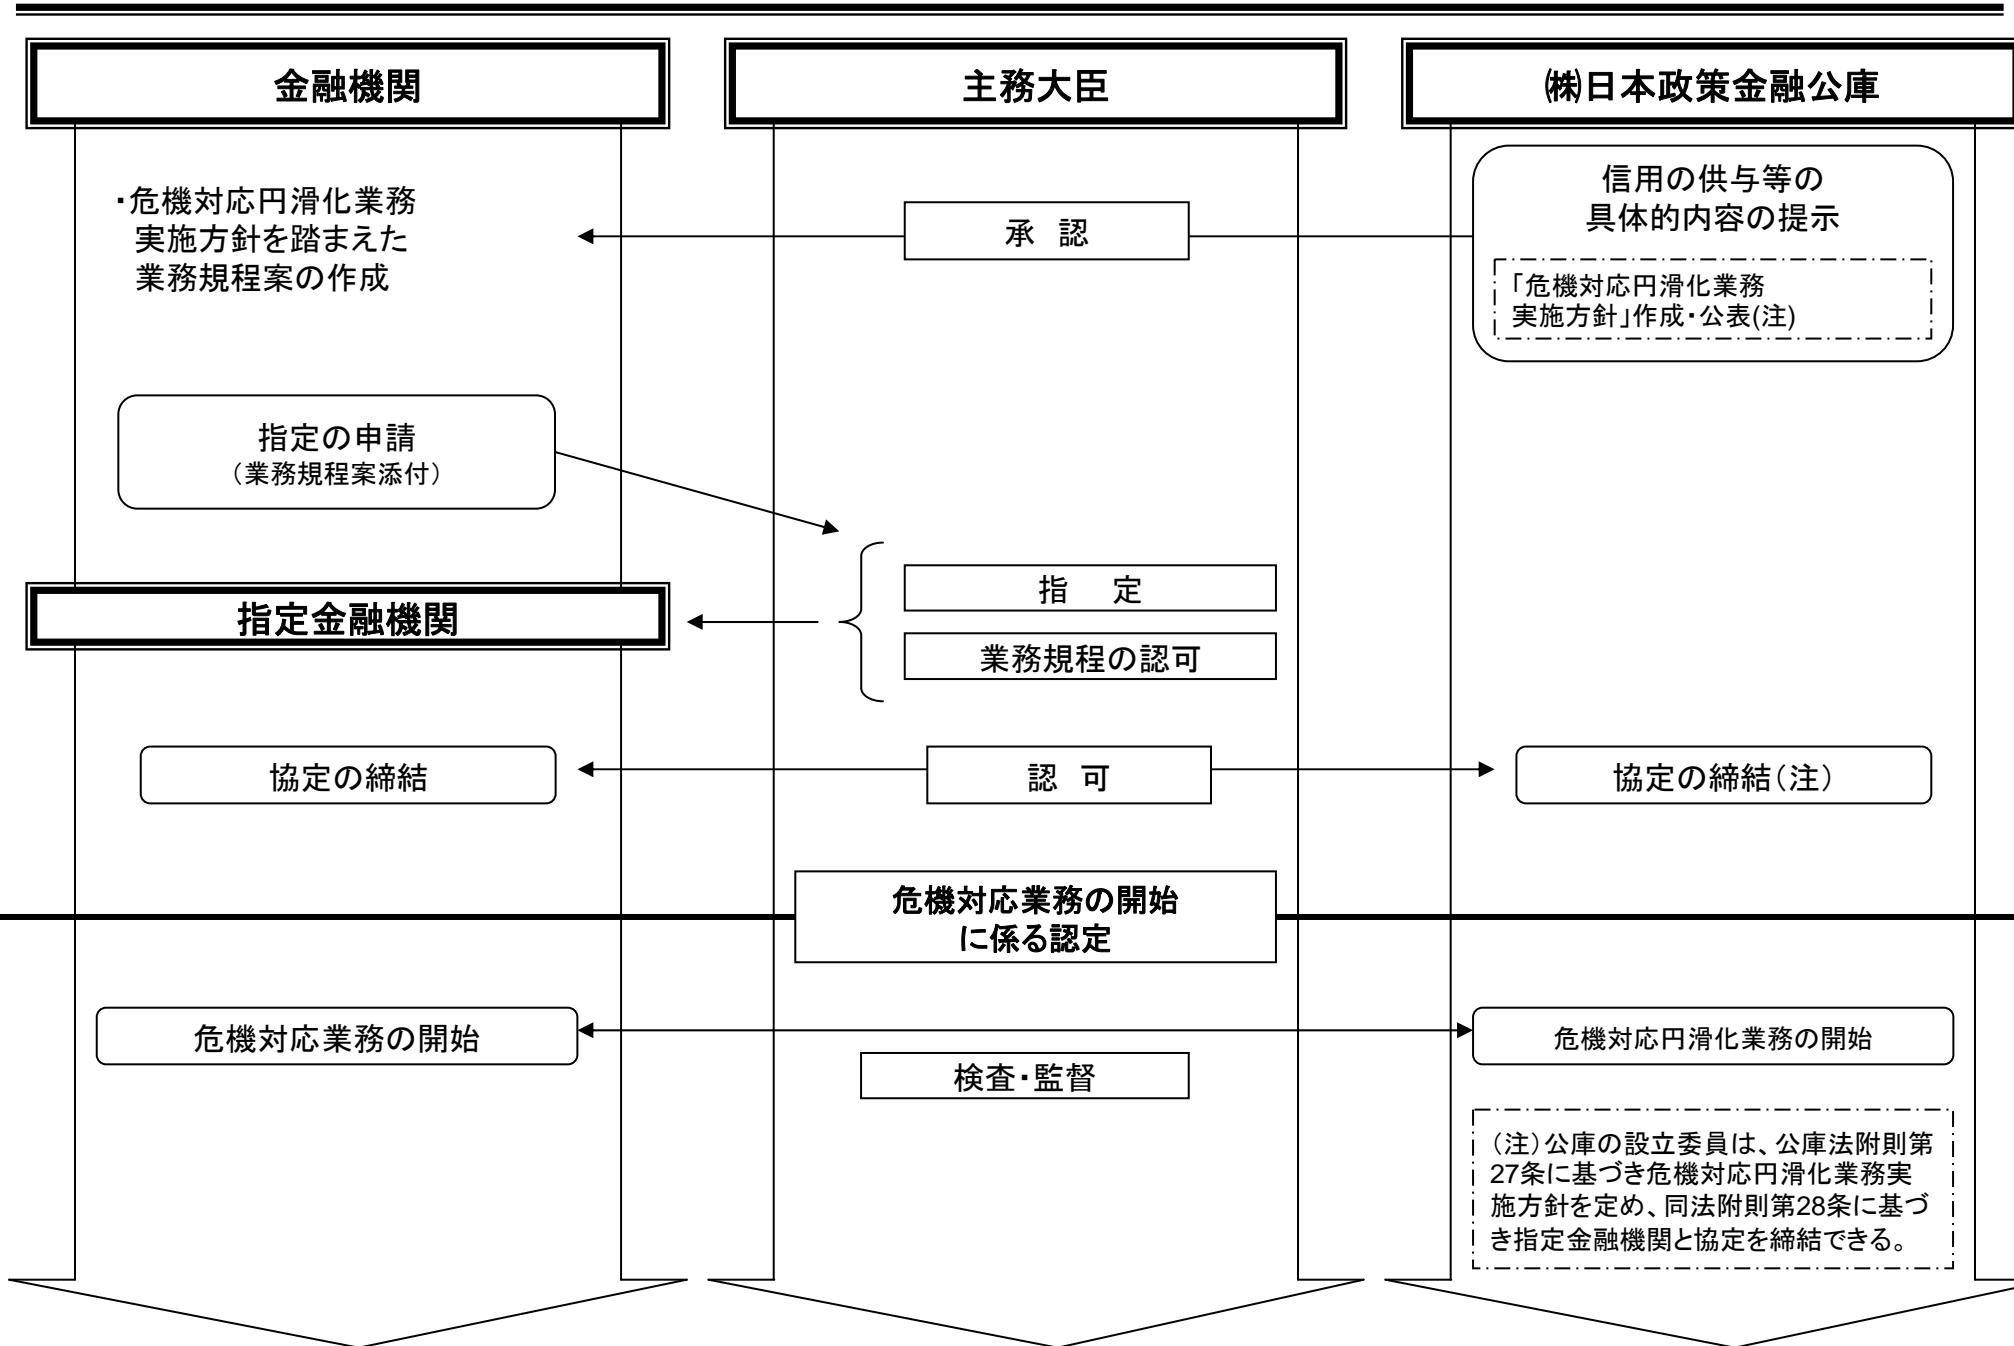 金融機関
主務大臣
㈱日本政策金融公庫
・危機対応円滑化業務
実施方針を踏まえた
業務規程案の作成
承 認
信用の供与等の
具体的内容の提示
「危機対応円滑化業務
実施方針」作成・公表(注)
指定の申請
（業務規程案添付）
指 定
指定金融機関
業務規程の認可
協定の締結
認 可
協定の締結（注）
危機対応業務の開始
に係る認定
危機対応業務の開始
危機対応円滑化業務の開始
検査・監督
（注）公庫の設立委員は、公庫法附則第
27条に基づき危機対応円滑化業務実
施方針を定め、同法附則第28条に基づ
き指定金融機関と協定を締結できる。